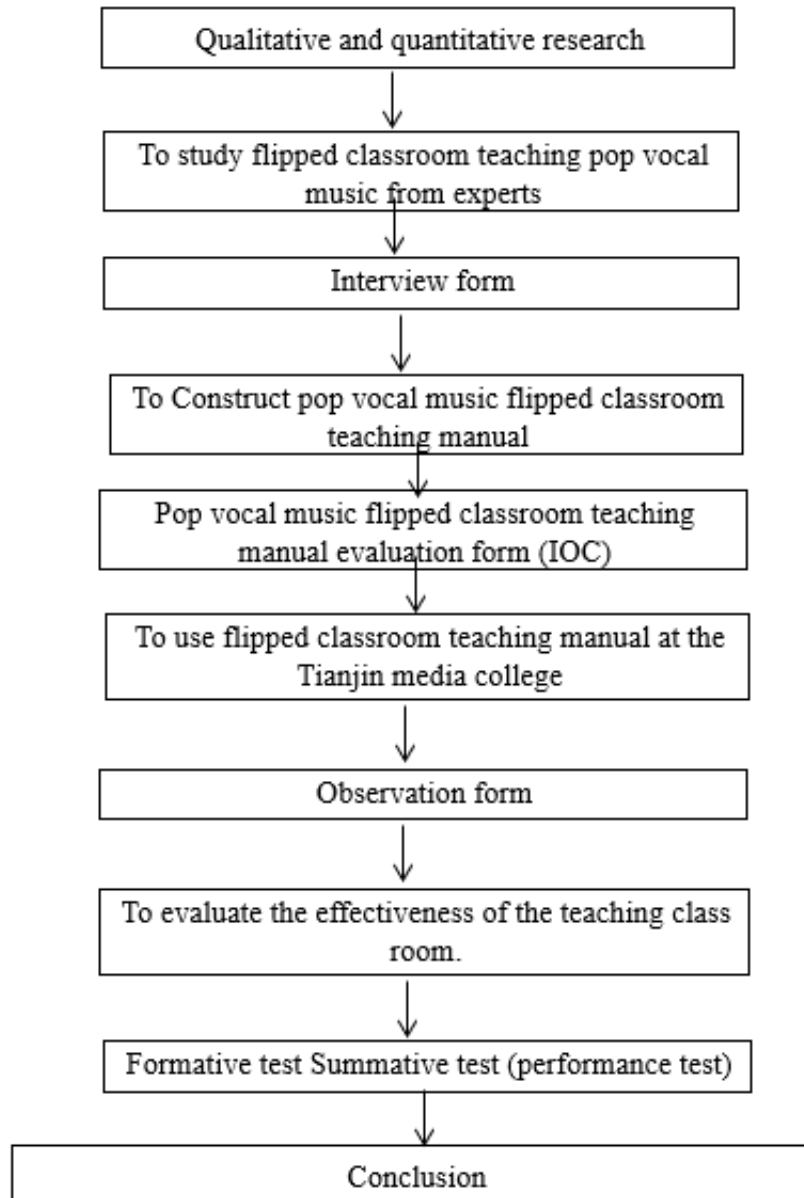 Qualitative and quantitative research
To study flipped classroom teaching pop vocal
music from experts
Interview form
To Construct pop vocal music flipped classroom
teaching manual
Pop vocal music flipped classroom teaching
manual evaluation form (IOC)
To use flipped classroom teaching manual at the
Tianjin media college
Observation form
To evaluate the effectiveness of the teaching class
room.
Formative test Summative test (performance test)
Conclusion